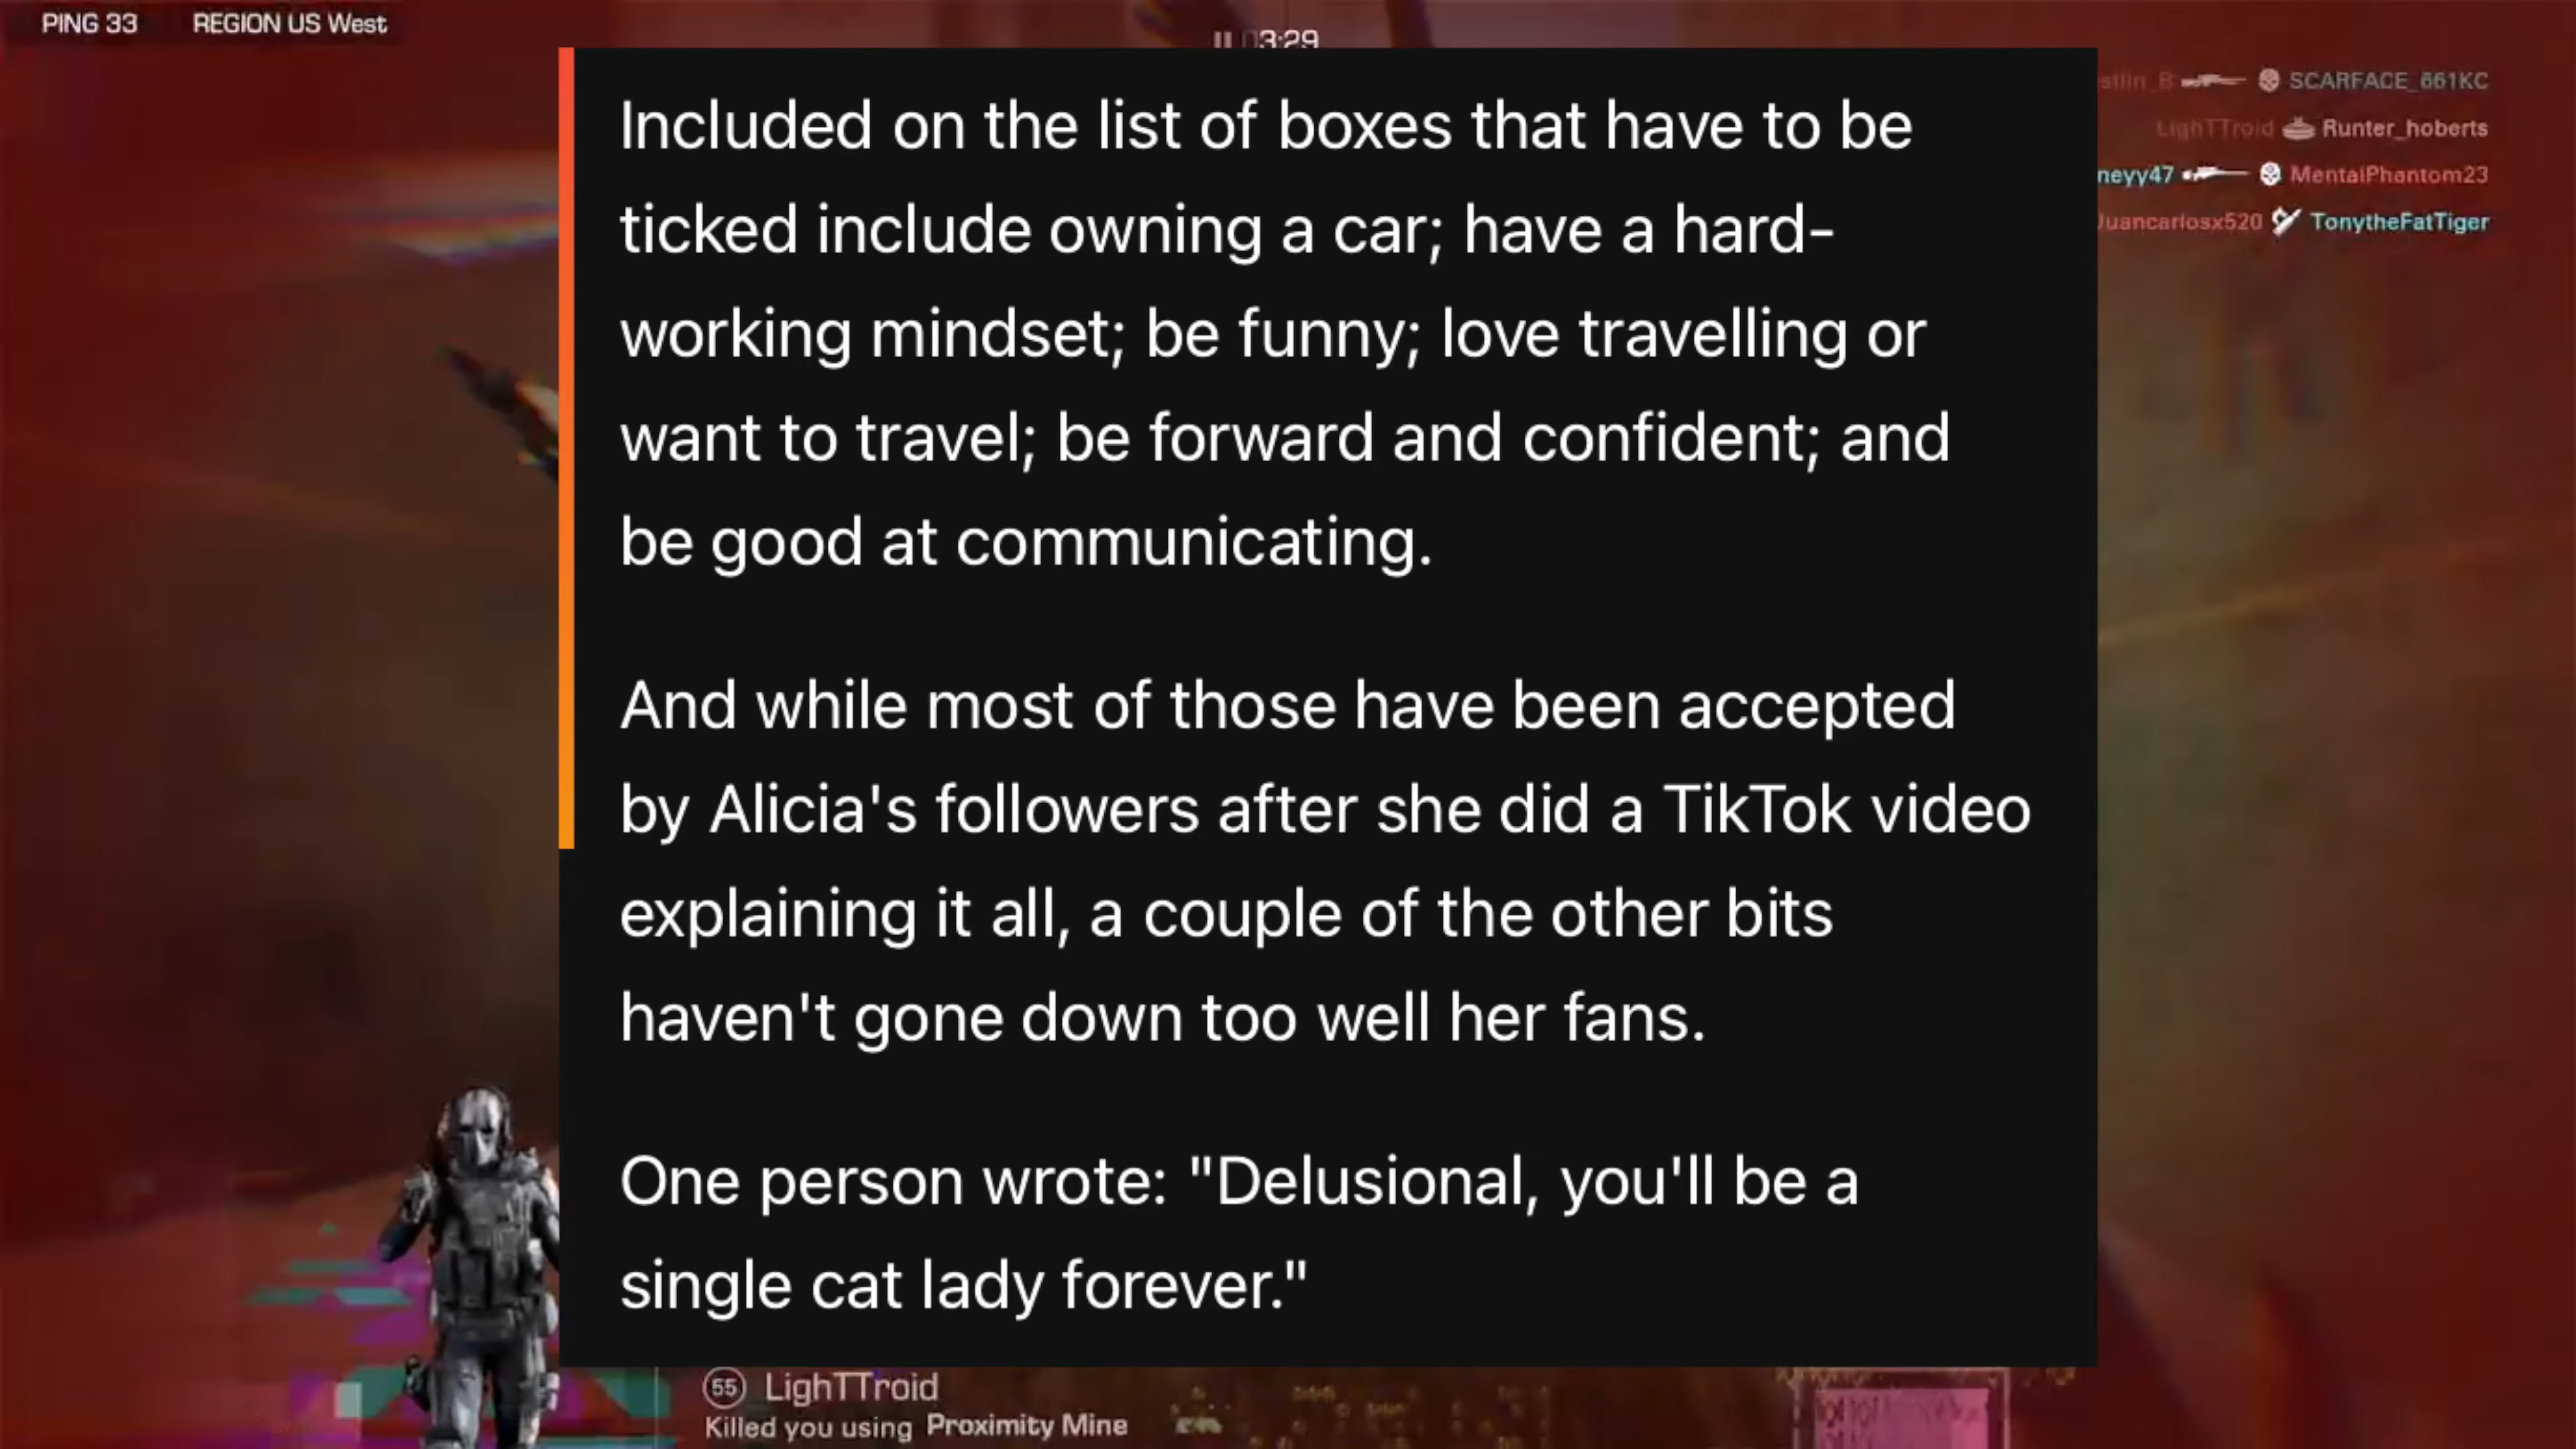 PING 33 REGION US West
03:29
Included on the list of boxes that have to be
ticked include owning a car; have a hard-
working mindset; be funny; love travelling or
want to travel; be forward and confident; and
be good at communicating.
And while most of those have been accepted
by Alicia's followers after she did a TikTok video
explaining it all, a couple of the other bits
haven't gone down too well her fans.
One person wrote: "Delusional, you'll be a
single cat lady forever."
SCARFACE_661KC
LighTTroid Runter_hoberts
neyy47 MentalPhantom23
Juancarlosx520 TonytheFatTiger
55 LighTTroid
Killed you using Proximity Mine